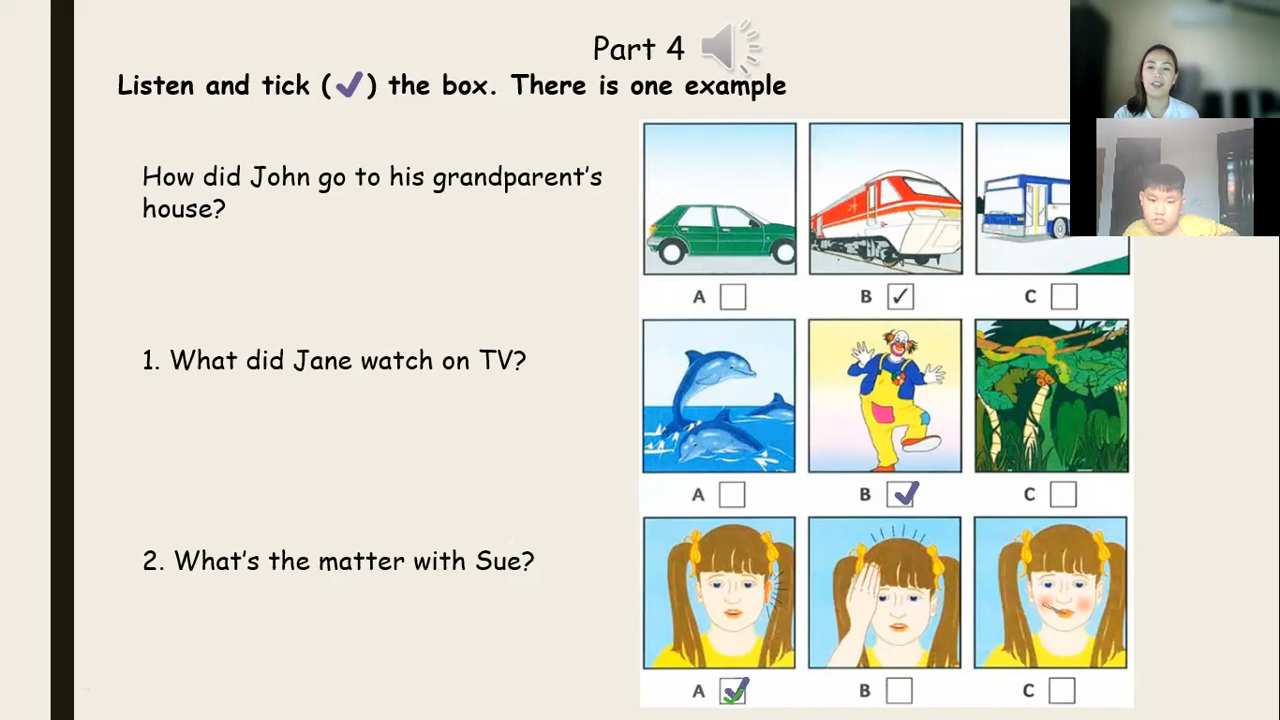 Part 4
Listen and tick (✓) the box. There is one example
How did John go to his grandparent's
house?
A B ✓ C
1. What did Jane watch on TV?
A B ✓ C
2. What's the matter with Sue?
A ✓ B C